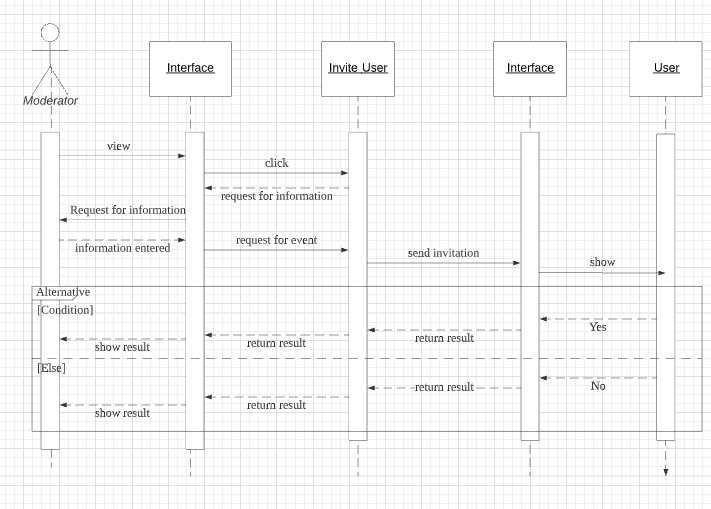 Interface
Invite User
Interface
User
Moderator
view
click
request for information
Request for information
request for event
information entered
send invitation
show
Alternative
[Condition]
Yes
return result
return result
show result
[Else]
No
return result
return result
show result